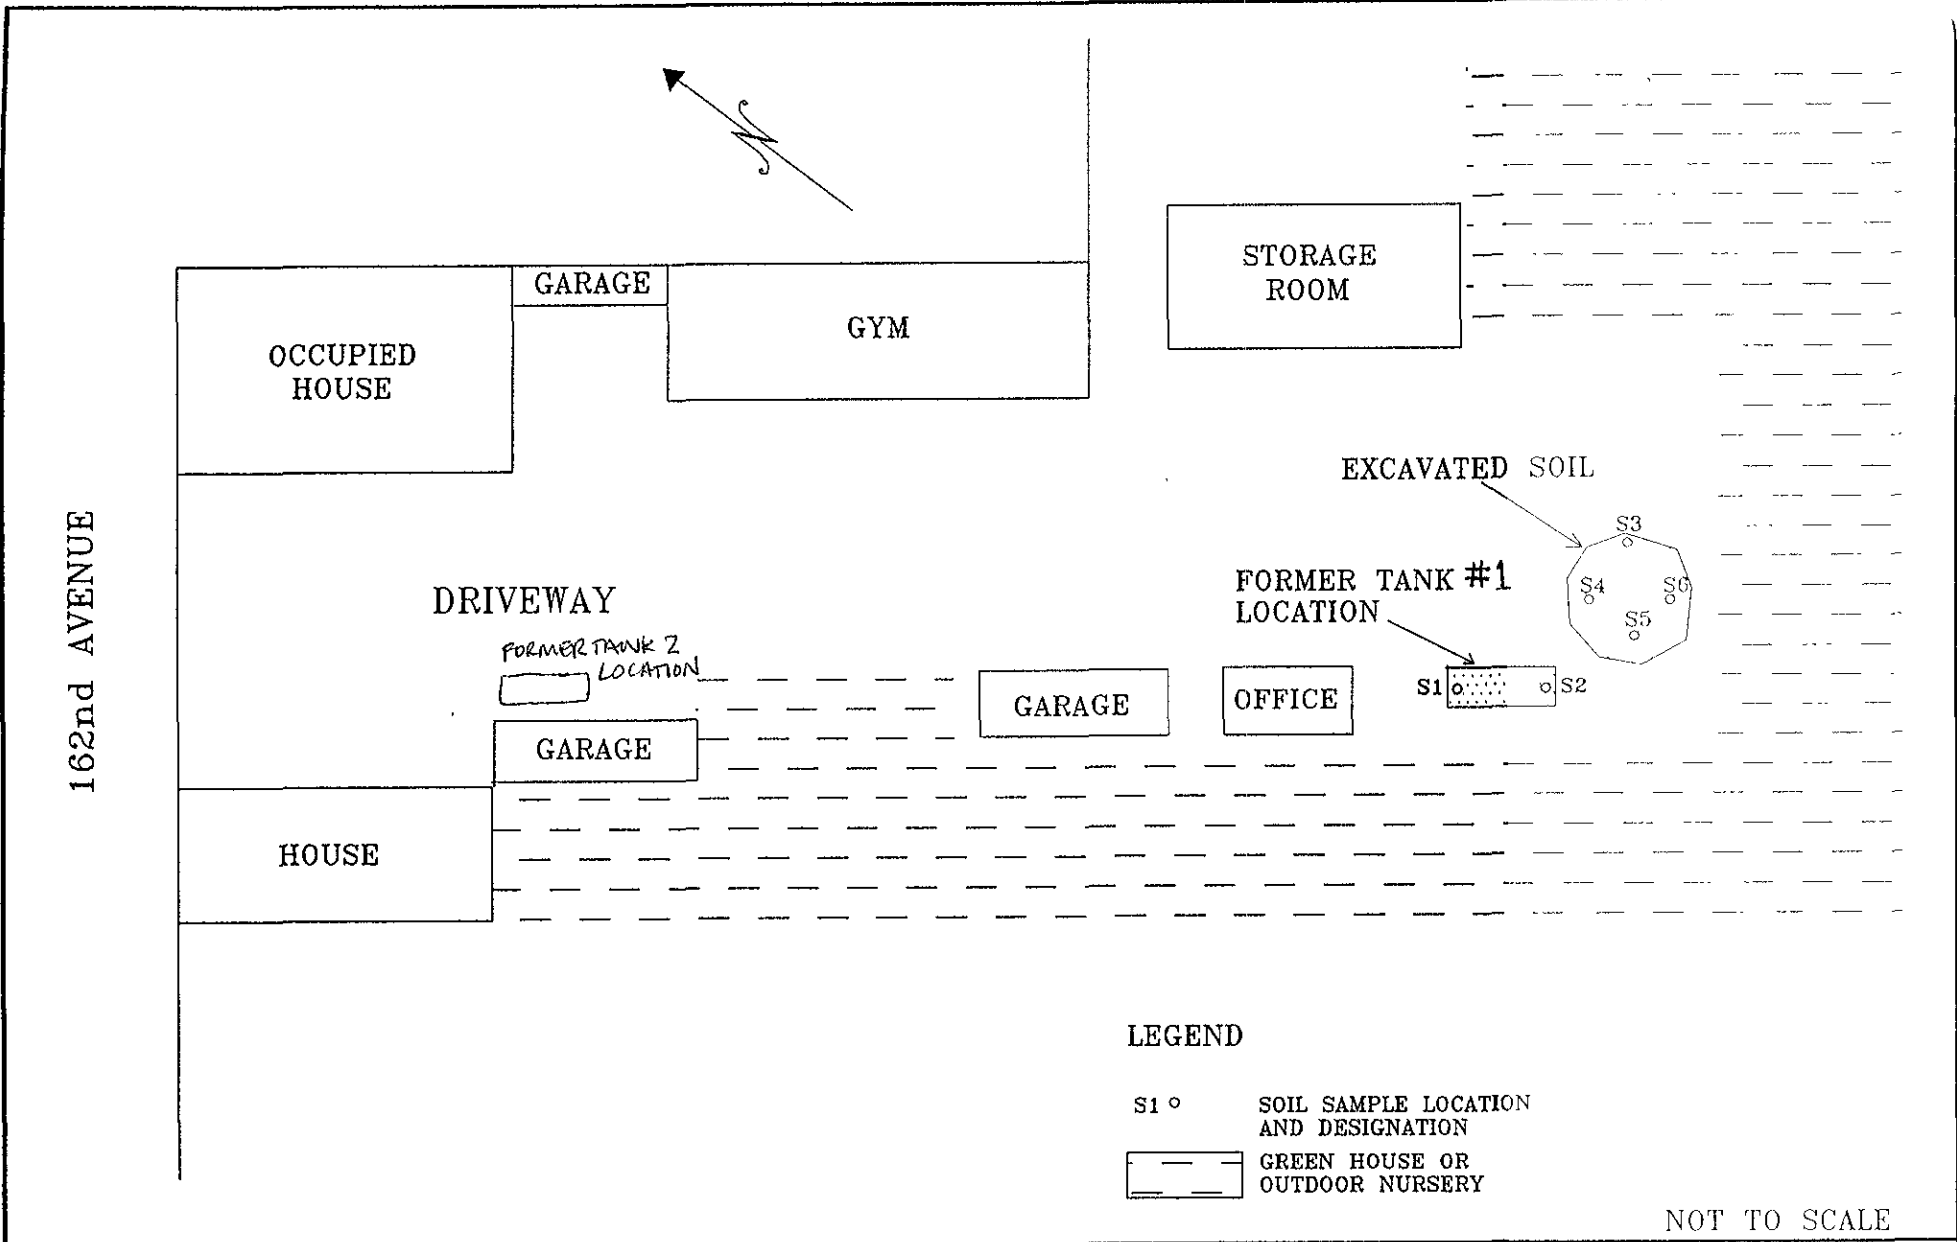 N
GARAGE
STORAGE
ROOM
GYM
OCCUPIED
HOUSE
EXCAVATED SOIL
S3
FORMER TANK #1
LOCATION
S4
S6
S5
162nd AVENUE
DRIVEWAY
FORMER TANK 2
LOCATION
S1
S2
GARAGE
OFFICE
GARAGE
HOUSE
LEGEND
S1
SOIL SAMPLE LOCATION
AND DESIGNATION
GREEN HOUSE OR
OUTDOOR NURSERY
NOT TO SCALE